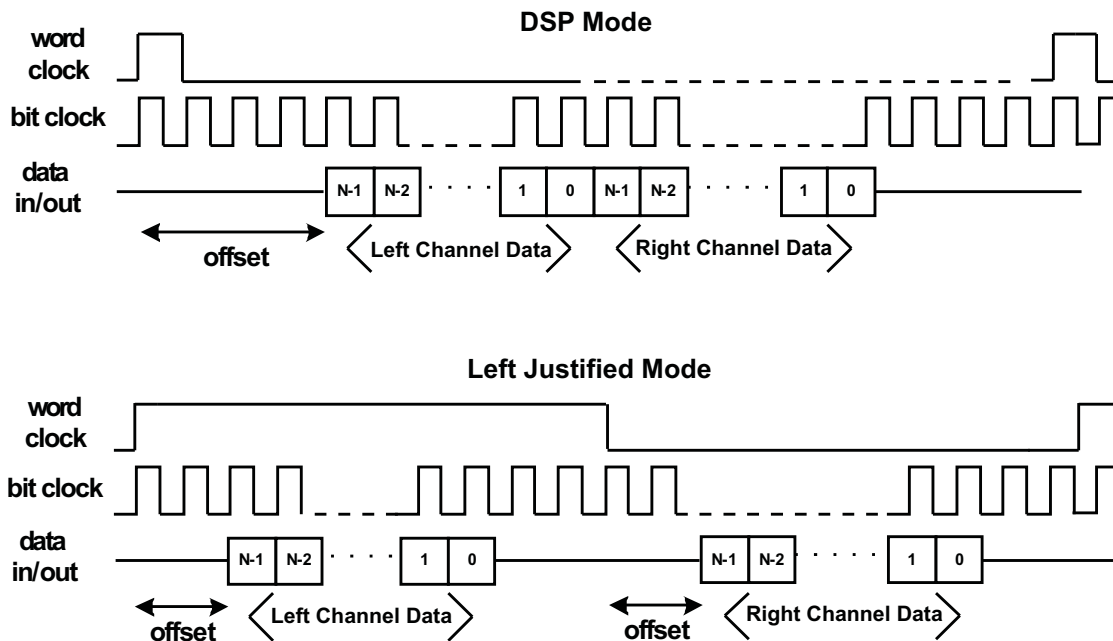 DSP Mode
word
clock
bit clock
data
in/out
N-1 N-2 1 0 N-1 N-2 1 0
offset
Left Channel Data
Right Channel Data
Left Justified Mode
word
clock
bit clock
data
in/out
N-1 N-2 1 0 N-1 N-2 1 0
offset
Left Channel Data
offset
Right Channel Data